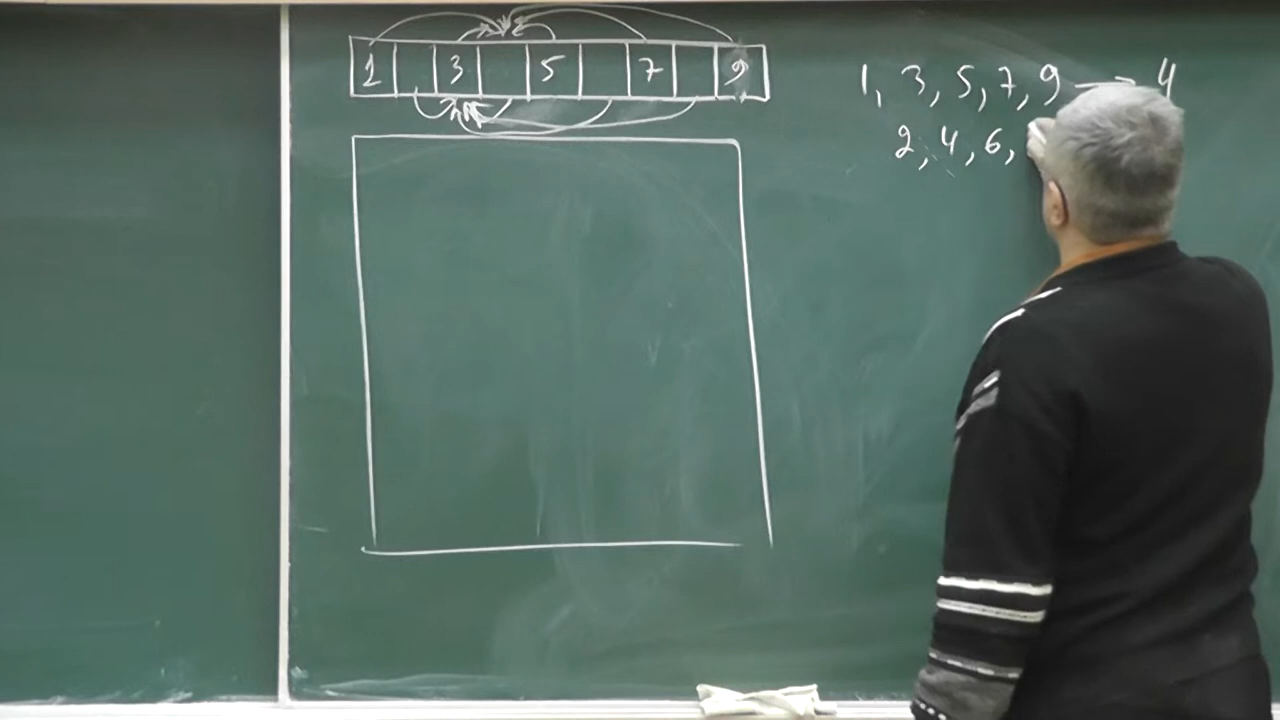 1 3 5 7 9
1, 3, 5, 7, 9 → 4
2, 4, 6,